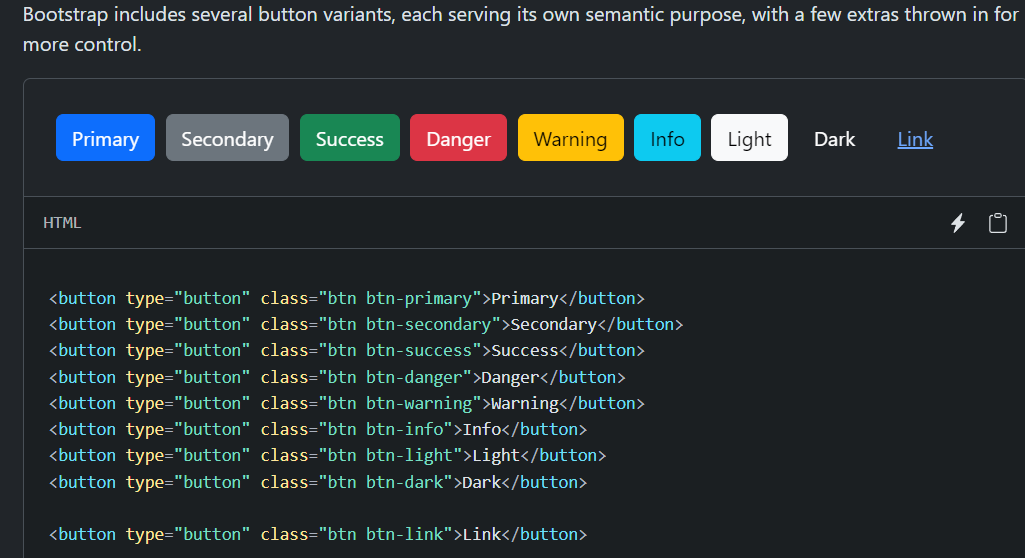 Bootstrap includes several button variants, each serving its own semantic purpose, with a few extras thrown in for
more control.
Primary Secondary Success Danger Warning Info Light Dark Link
HTML
<button type="button" class="btn btn-primary">Primary</button>
<button type="button" class="btn btn-secondary">Secondary</button>
<button type="button" class="btn btn-success">Success</button>
<button type="button" class="btn btn-danger">Danger</button>
<button type="button" class="btn btn-warning">Warning</button>
<button type="button" class="btn btn-info">Info</button>
<button type="button" class="btn btn-light">Light</button>
<button type="button" class="btn btn-dark">Dark</button>
<button type="button" class="btn btn-link">Link</button>